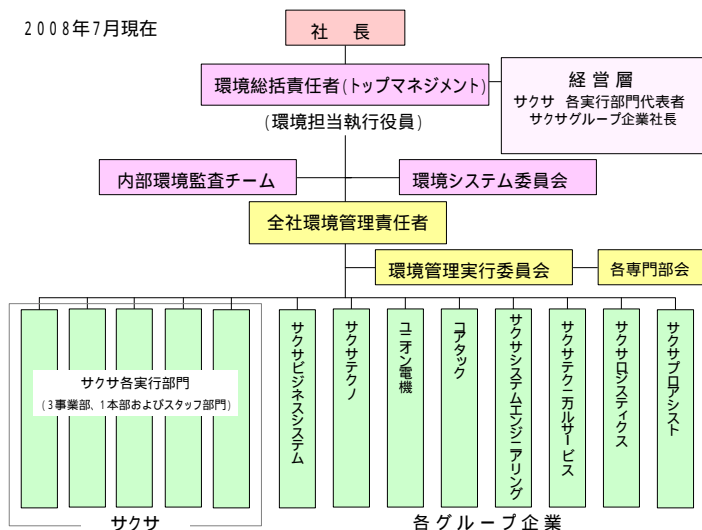 2008年7月現在
社 長
環境総括責任者(トップマネジメント)
(環境担当執行役員)
経営層
サクサ 各実行部門代表者
サクサグループ企業社長
内部環境監査チーム
環境システム委員会
全社環境管理責任者
環境管理実行委員会
各専門部会
サクサ各実行部門
(3事業部、1本部およびスタッフ部門)
サクサビジネスシステム
サクサテクノ
ユニオン電機
コアタック
サクサシステムエンジニアリング
サクサテクニカルサービス
サクサロジスティクス
サクサプロアシスト
サクサ
各グループ企業